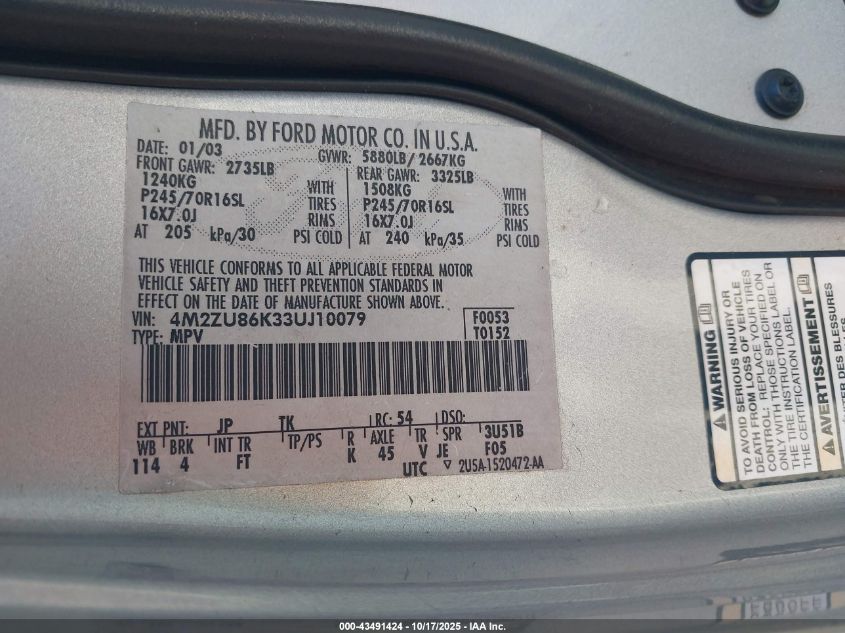 MFD. BY FORD MOTOR CO. IN U.S.A.
DATE: 01/03 GVWR: 5880LB/ 2667KG
FRONT GAWR: 2735LB REAR GAWR: 3325LB
1240KG WITH 1508KG WITH
P245/70R16SL TIRES P245/70R16SL TIRES
16X7.0J RIMS 16X7.0J RIMS
AT 205 kPa/30 PSI COLD AT 240 kPa/35 PSI COLD
THIS VEHICLE CONFORMS TO ALL APPLICABLE FEDERAL MOTOR
VEHICLE SAFETY AND THEFT PREVENTION STANDARDS IN
EFFECT ON THE DATE OF MANUFACTURE SHOWN ABOVE.
VIN: 4M2ZU86K33UJ10079 F0053
TYPE: MPV T0152
EXT PNT: JP TK RC: 54 DSO:
WB BRK INT TR TP/PS R AXLE TR SPR 3U51B
114 4 FT K 45 V JE F05
UTC ▽ 2U5A-1520472-AA
WARNING
TO AVOID SERIOUS INJURY OR
DEATH FROM LOSS OF VEHICLE
CONTROL: REPLACE YOUR TIRES
ONLY WITH THOSE SPECIFIED ON
THE TIRE INSTRUCTIONS LABEL OR
THE CERTIFICATION LABEL.
AVERTISSEMENT
000-43491424 - 10/17/2025 - IAA Inc.